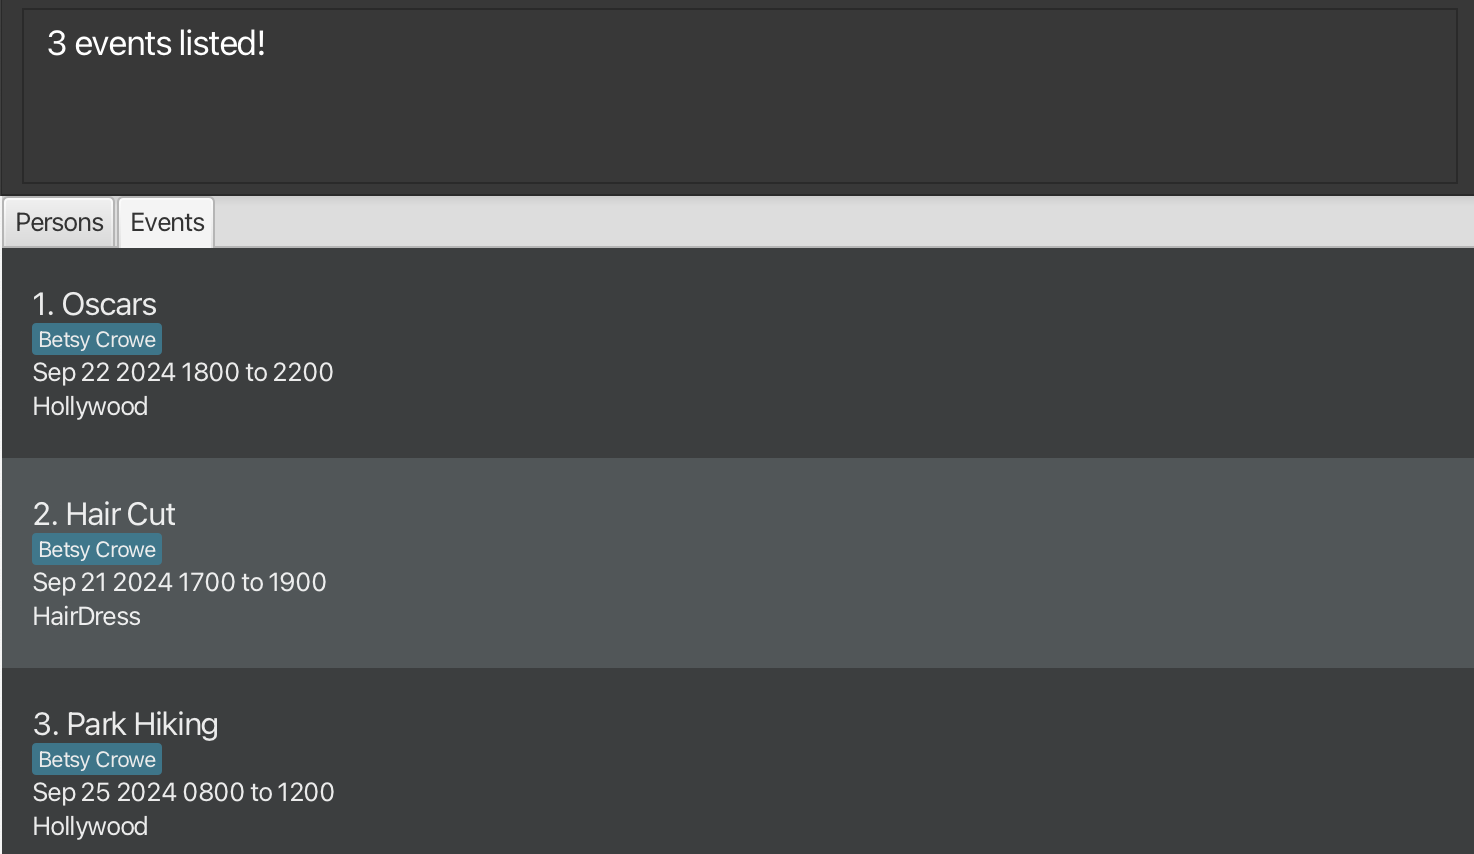 3 events listed!
Persons Events
1. Oscars
Betsy Crowe
Sep 22 2024 1800 to 2200
Hollywood
2. Hair Cut
Betsy Crowe
Sep 21 2024 1700 to 1900
HairDress
3. Park Hiking
Betsy Crowe
Sep 25 2024 0800 to 1200
Hollywood